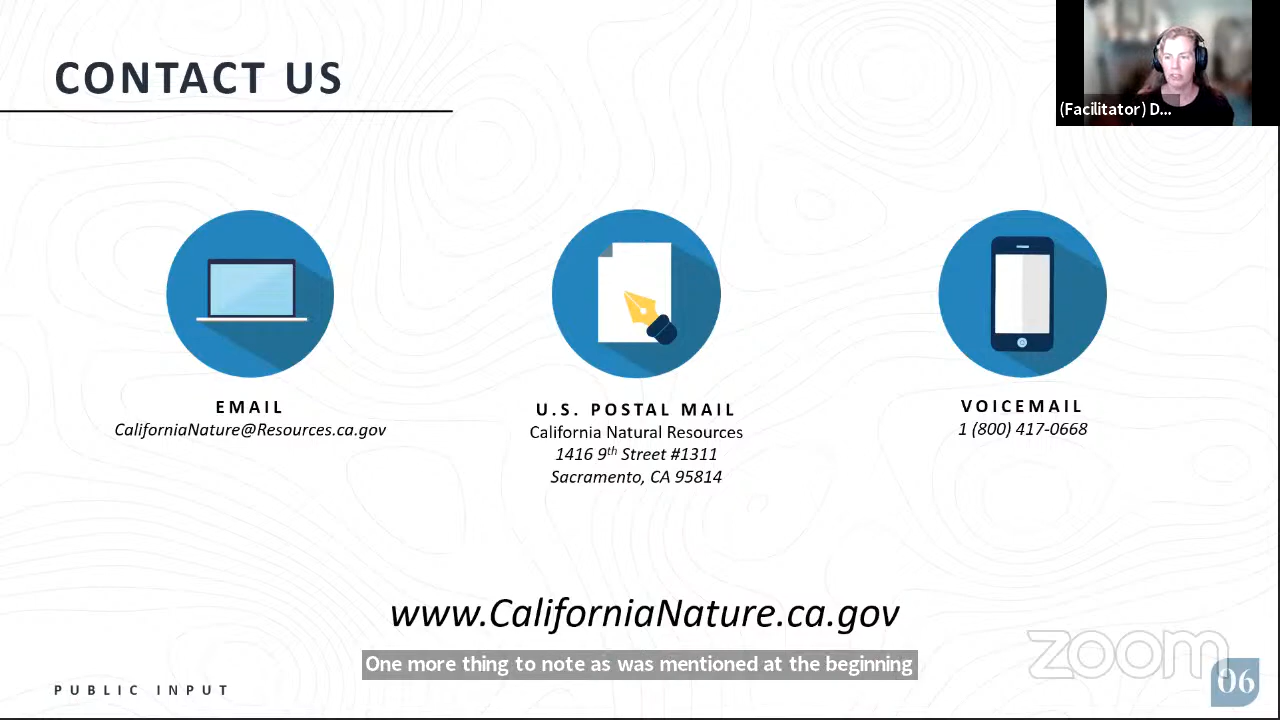 CONTACT US
(Facilitator) D...
EMAIL
CaliforniaNature@Resources.ca.gov
U.S. POSTAL MAIL
California Natural Resources
1416 9th Street #1311
Sacramento, CA 95814
VOICEMAIL
1 (800) 417-0668
www.CaliforniaNature.ca.gov
One more thing to note as was mentioned at the beginning
zoom
PUBLIC INPUT
06